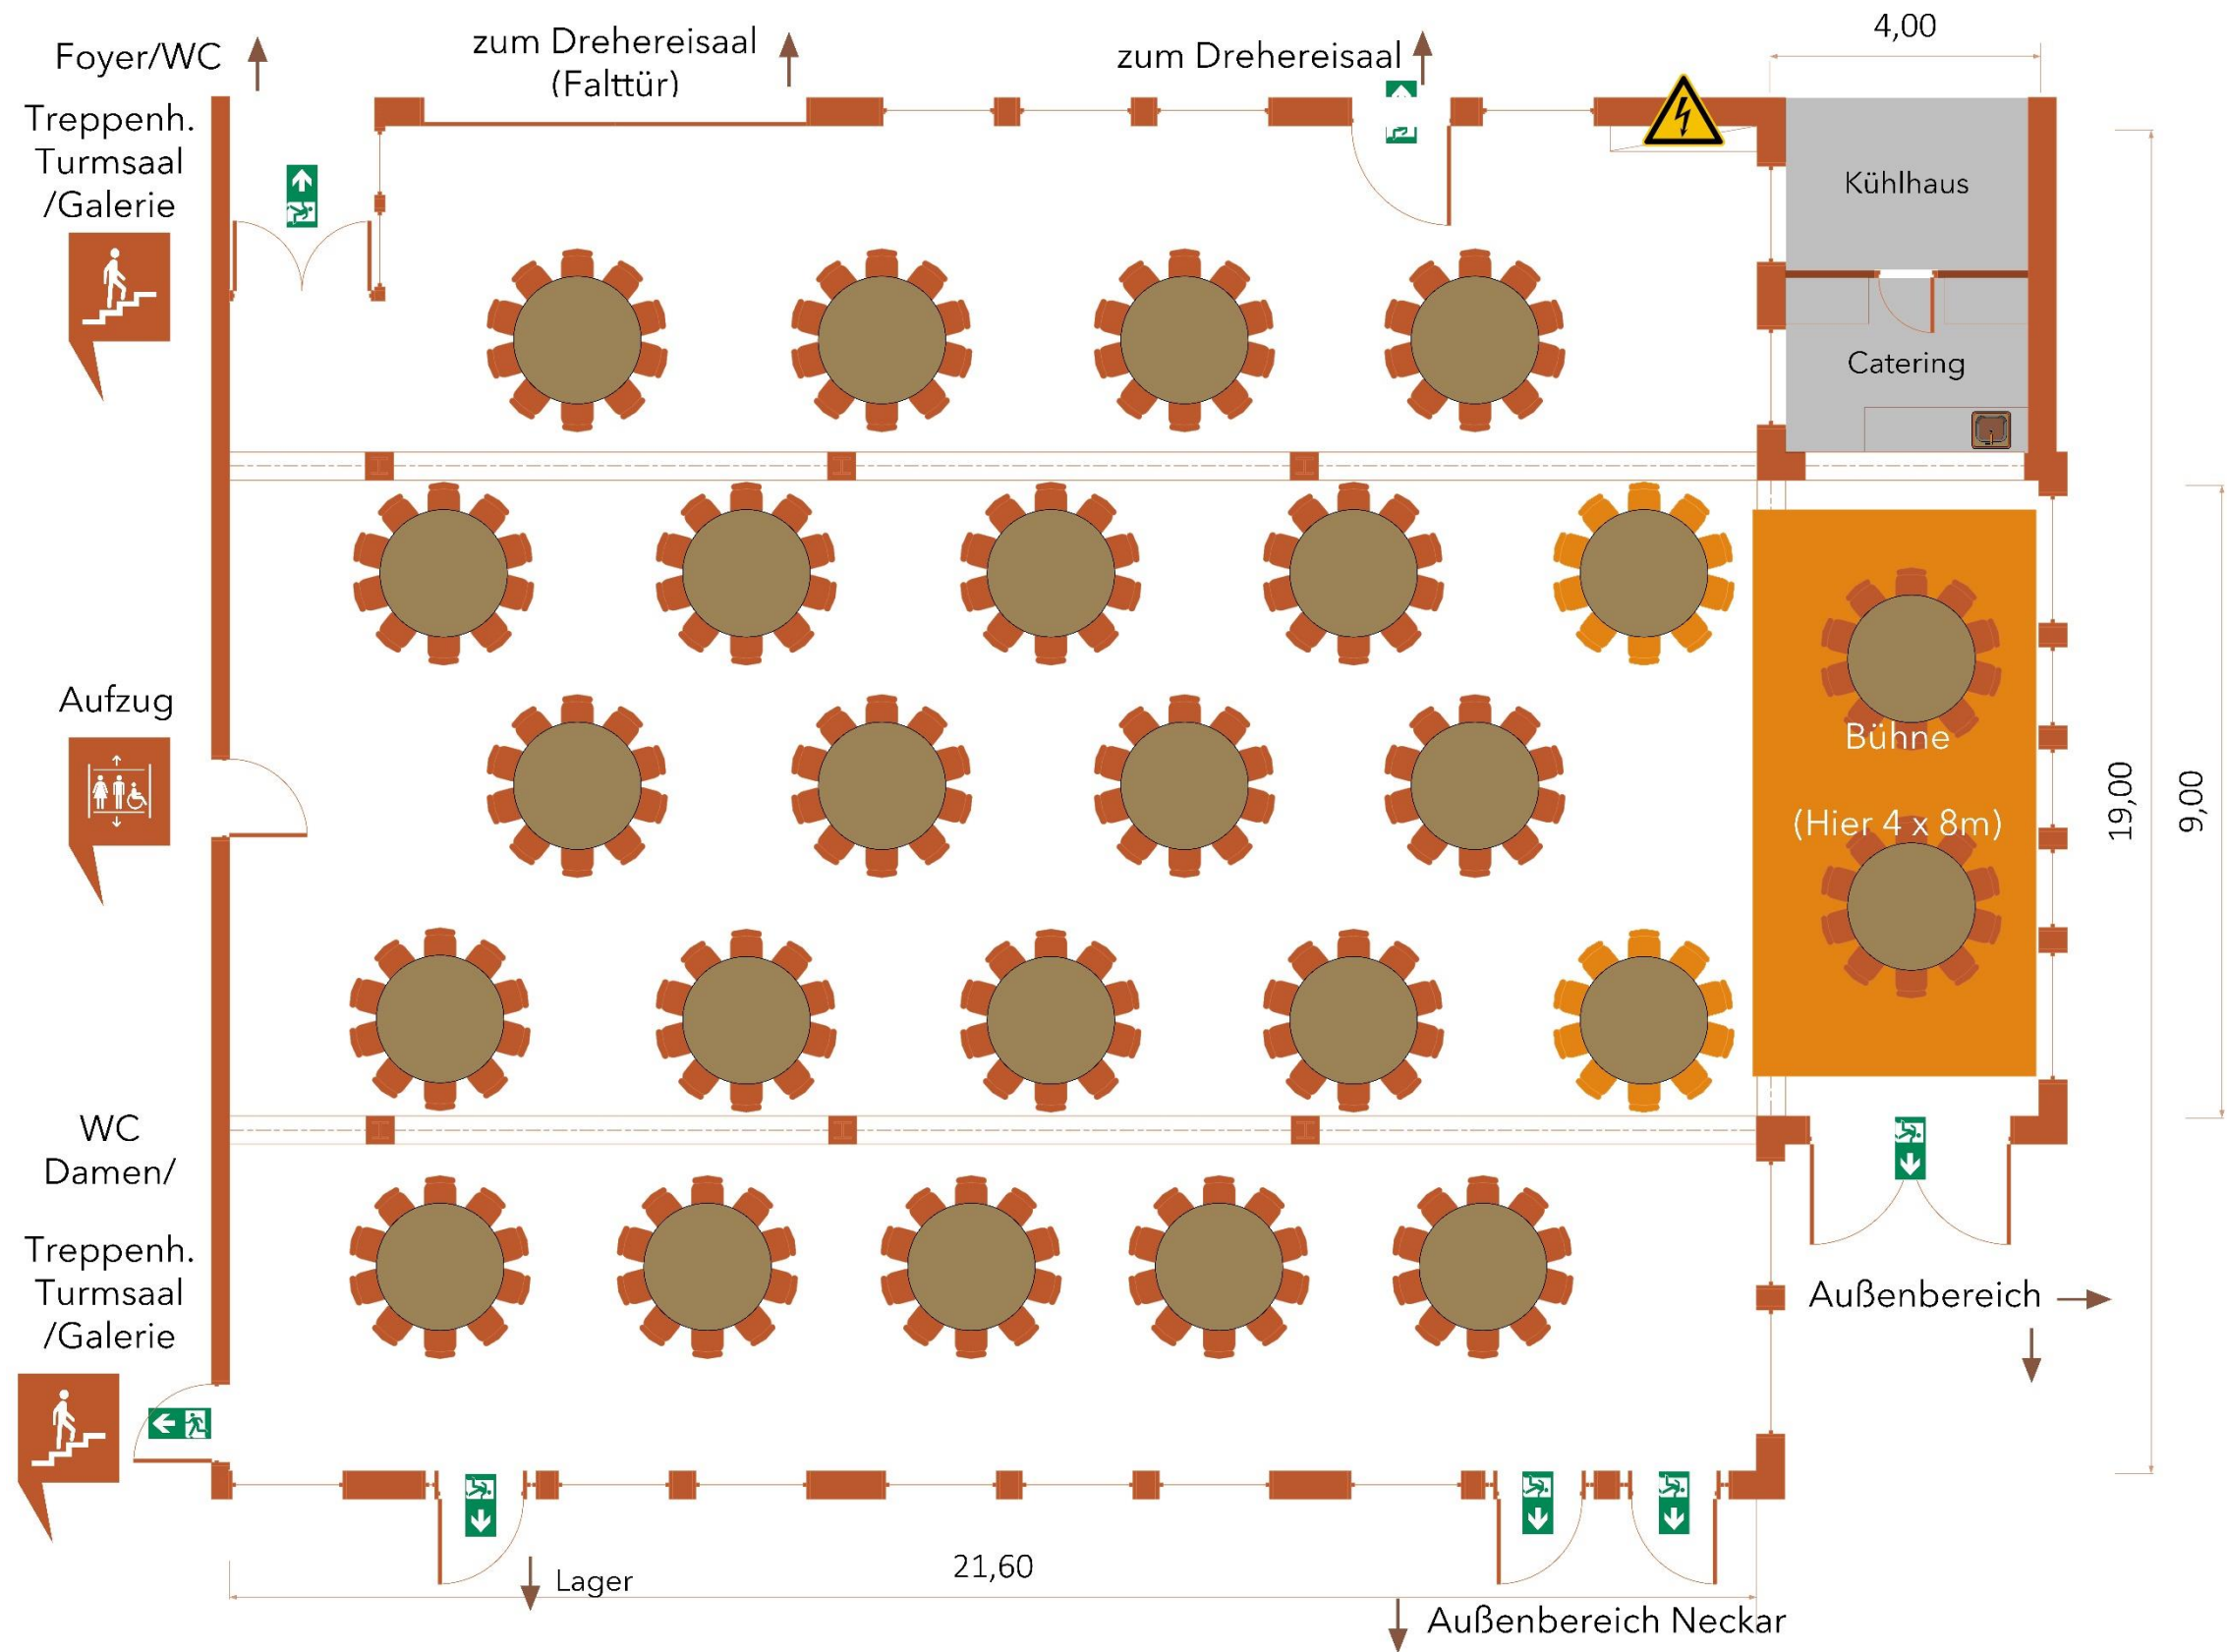 Foyer/WC
zum Drehereisaal
(Falttür)
zum Drehereisaal
4,00
Treppenh.
Turmsaal
/Galerie
Kühlhaus
Catering
Aufzug
Bühne
(Hier 4 x 8m)
19,00
9,00
WC
Damen/
Treppenh.
Turmsaal
/Galerie
Außenbereich
21,60
Lager
Außenbereich Neckar